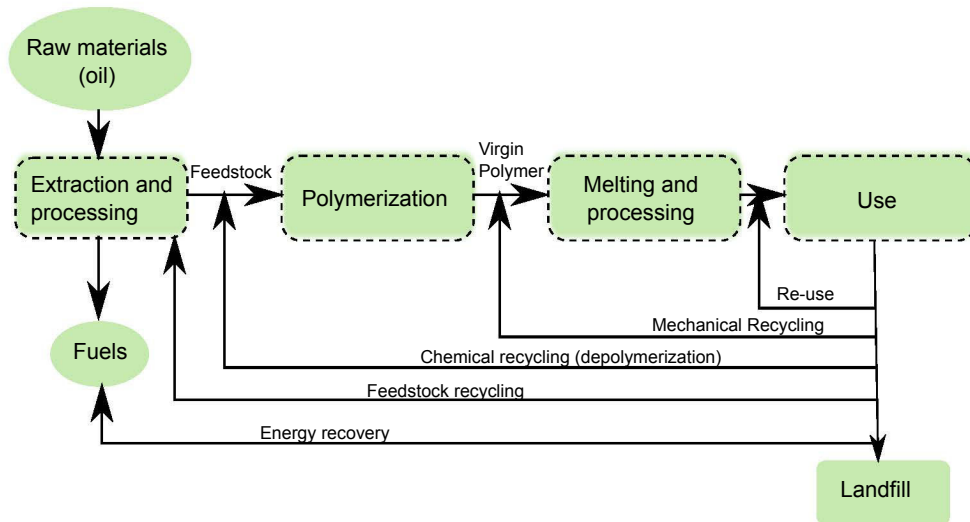 Raw materials
(oil)
Extraction and
processing
Feedstock
Polymerization
Virgin
Polymer
Melting and
processing
Use
Re-use
Mechanical Recycling
Chemical recycling (depolymerization)
Fuels
Feedstock recycling
Energy recovery
Landfill